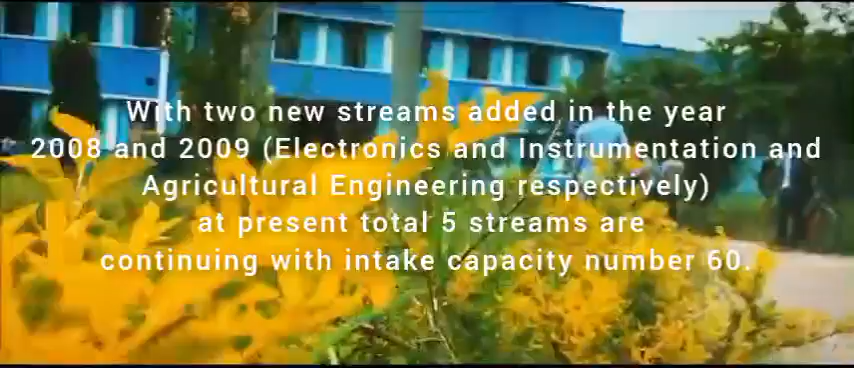 With two new streams added in the year
2008 and 2009 (Electronics and Instrumentation and
Agricultural Engineering respectively)
at present total 5 streams are
continuing with intake capacity number 60.